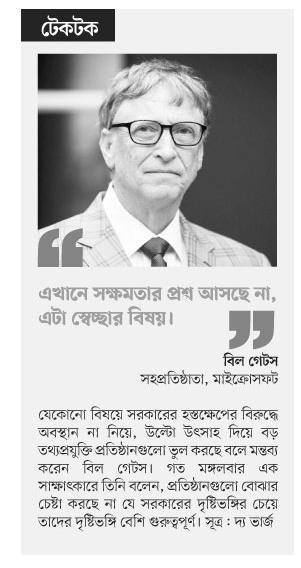 টেকটক
এখানে সক্ষমতার প্রশ্ন আসছে না,
এটা স্বেচ্ছার বিষয়।
বিল গেটস
সহপ্রতিষ্ঠাতা, মাইক্রোসফট
যেকোনো বিষয়ে সরকারের হস্তক্ষেপের বিরুদ্ধে
অবস্থান না নিয়ে, উল্টো উৎসাহ দিয়ে বড়
তথ্যপ্রযুক্তি প্রতিষ্ঠানগুলো ভুল করছে বলে মন্তব্য
করেন বিল গেটস। গত মঙ্গলবার এক
সাক্ষাৎকারে তিনি বলেন, প্রতিষ্ঠানগুলো বোঝার
চেষ্টা করছে না যে সরকারের দৃষ্টিভঙ্গির চেয়ে
তাদের দৃষ্টিভঙ্গি বেশি গুরুত্বপূর্ণ। সূত্র : দ্য ভার্জ